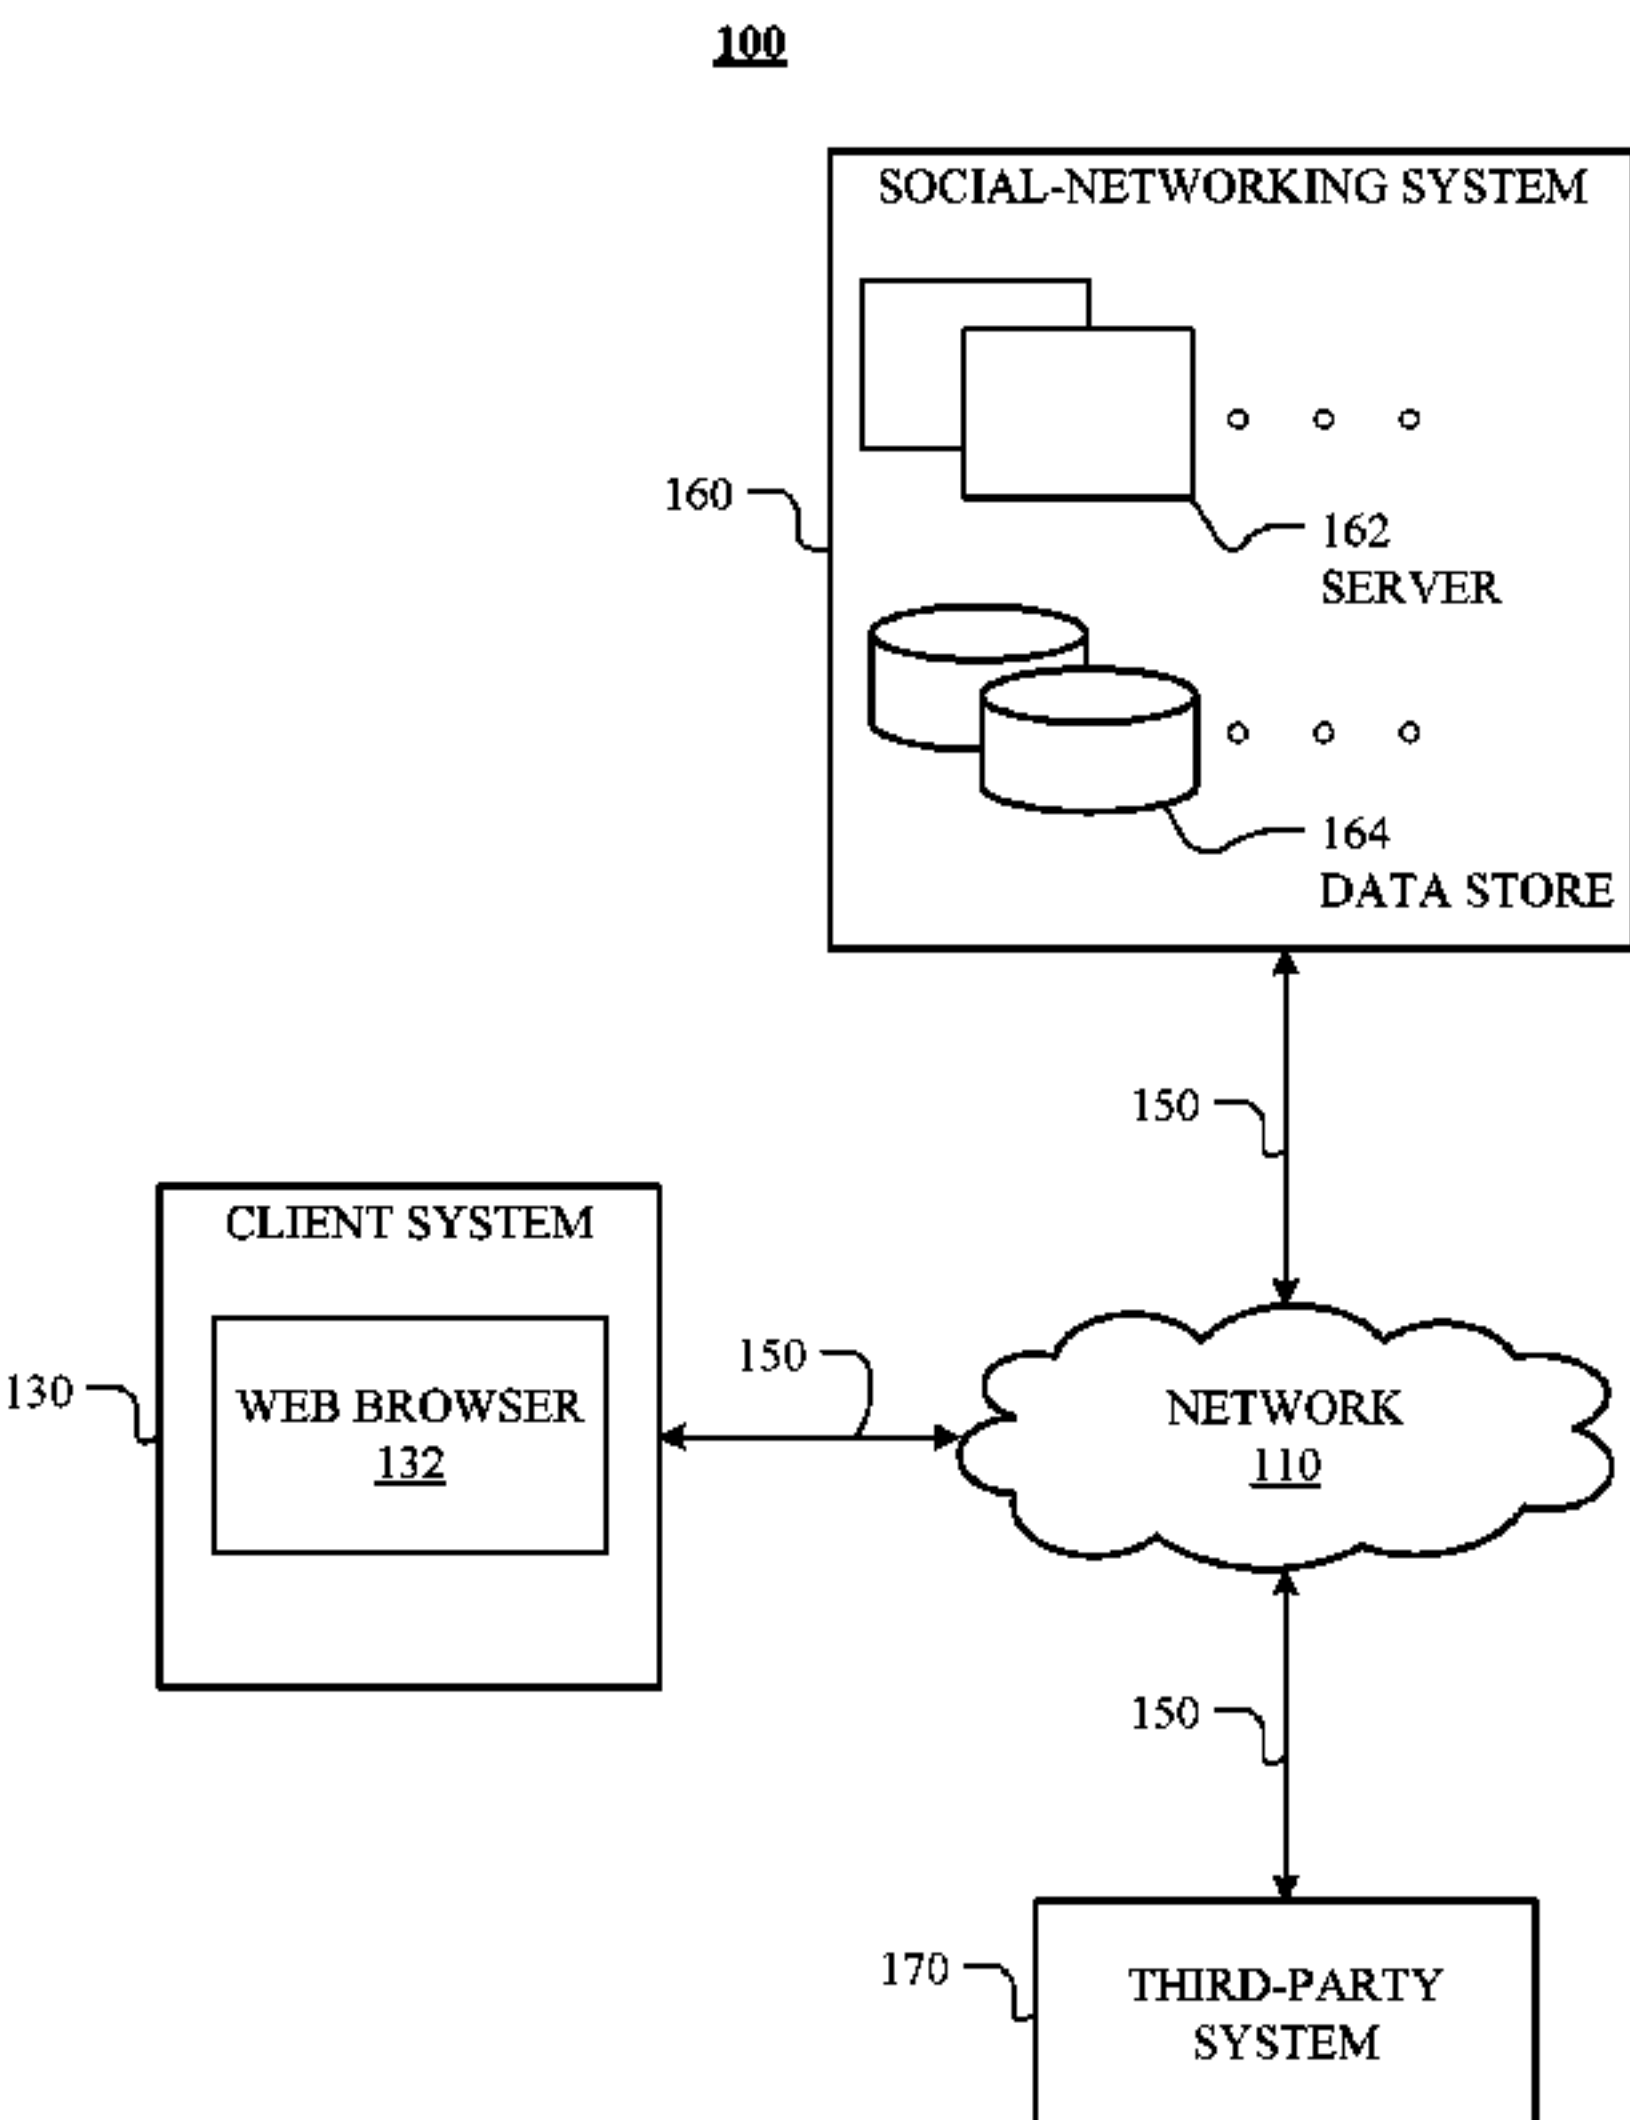 100
SOCIAL-NETWORKING SYSTEM
160
162
SERVER
164
DATA STORE
150
CLIENT SYSTEM
130
WEB BROWSER
132
150
NETWORK
110
150
170
THIRD-PARTY
SYSTEM